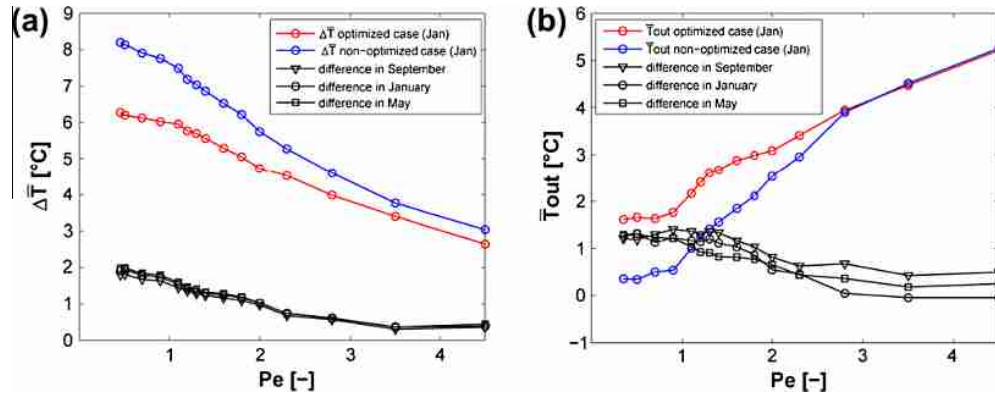 (a)
ΔT̿ optimized case (Jan)
ΔT̿ non-optimized case (Jan)
difference in September
difference in January
difference in May
ΔT̿ [°C]
9
8
7
6
5
4
3
2
1
0
1 2 3 4
Pe [−]
(b)
T̿out optimized case (Jan)
T̿out non-optimized case (Jan)
difference in September
difference in January
difference in May
T̿out [°C]
6
5
4
3
2
1
0
−1
1 2 3 4
Pe [−]